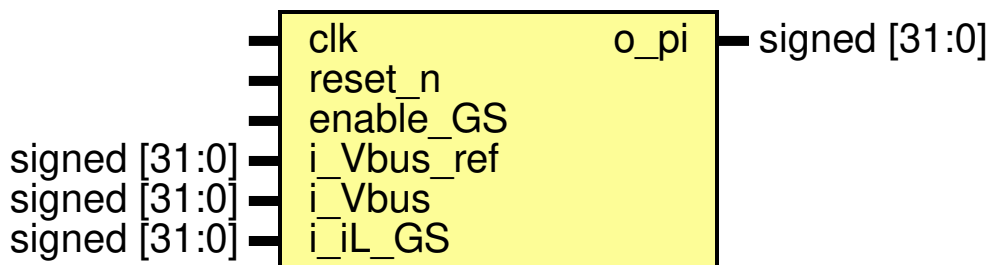 clk o_pi signed [31:0]
reset_n
enable_GS
signed [31:0] i_Vbus_ref
signed [31:0] i_Vbus
signed [31:0] i_iL_GS